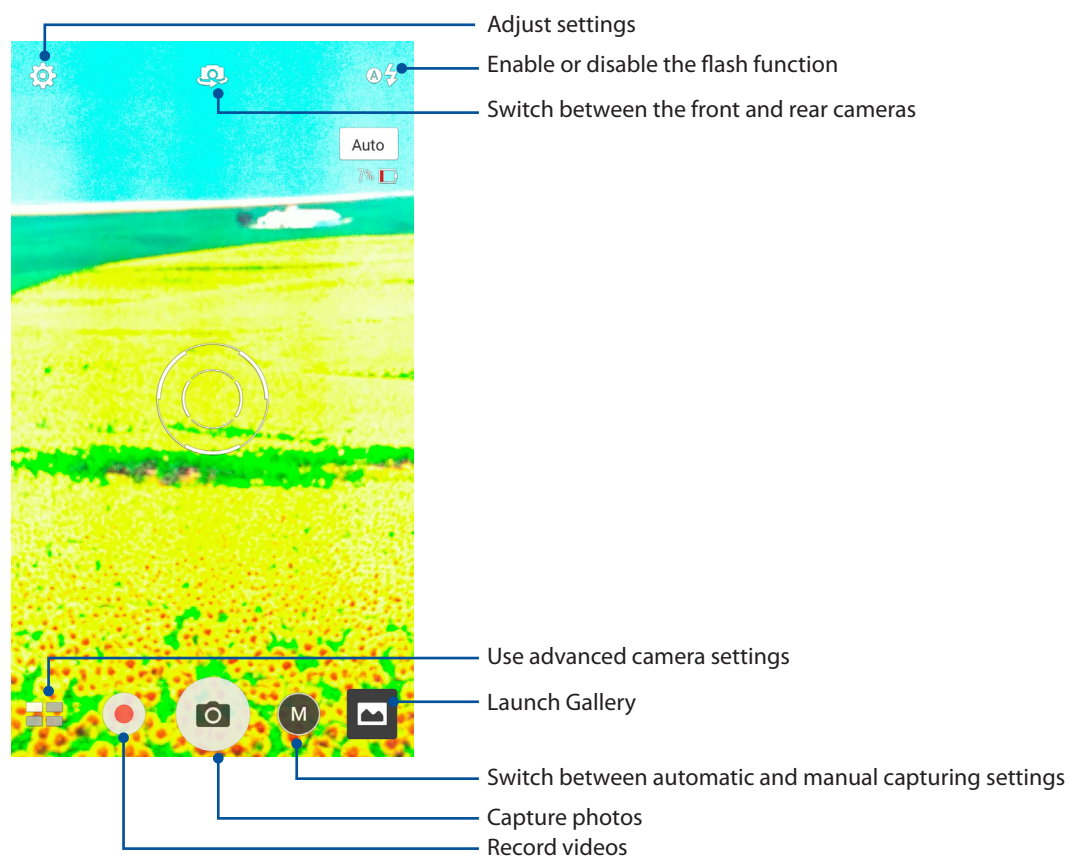 Adjust settings
Enable or disable the flash function
A
Switch between the front and rear cameras
Auto
7%
Use advanced camera settings
Launch Gallery
M
Switch between automatic and manual capturing settings
Capture photos
Record videos